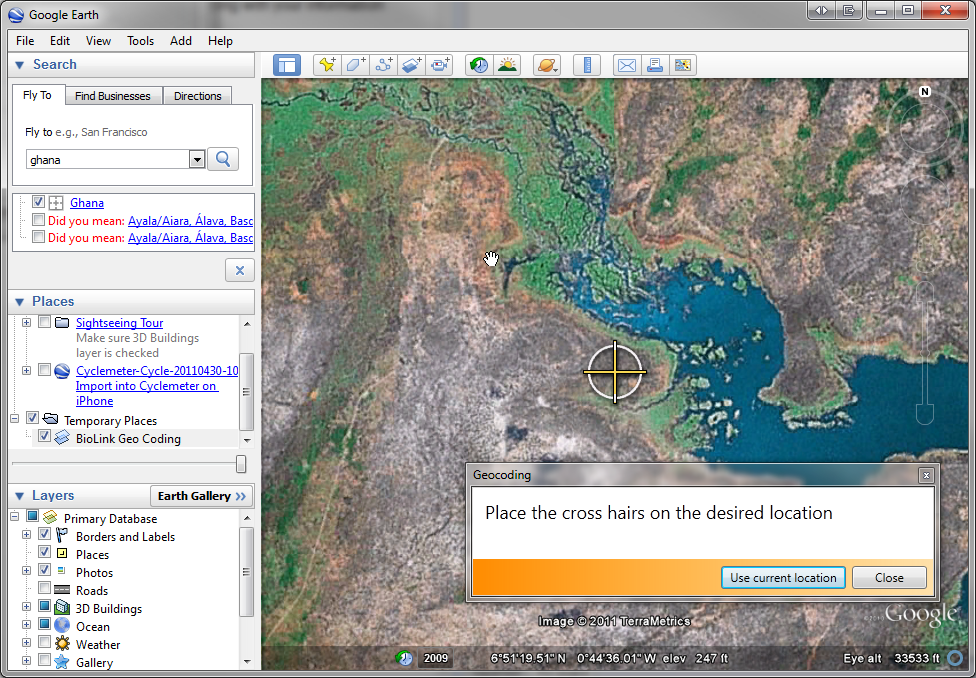 Google Earth
File Edit View Tools Add Help
Search
Fly To Find Businesses Directions
Fly to e.g., San Francisco
ghana
Ghana
Did you mean: Ayala/Aiara, Álava, Basc
Did you mean: Ayala/Aiara, Álava, Basc
Places
Sightseeing Tour
Make sure 3D Buildings
layer is checked
Cyclemeter-Cycle-20110430-10
Import into Cyclemeter on
iPhone
Temporary Places
BioLink Geo Coding
Layers
Earth Gallery >>
Primary Database
Borders and Labels
Places
Photos
Roads
3D Buildings
Ocean
Weather
Gallery
N
Geocoding
Place the cross hairs on the desired location
Use current location Close
Image © 2011 TerraMetrics
Google
2009 6°51'19.51" N 0°44'36.01" W elev 247 ft Eye alt 33533 ft